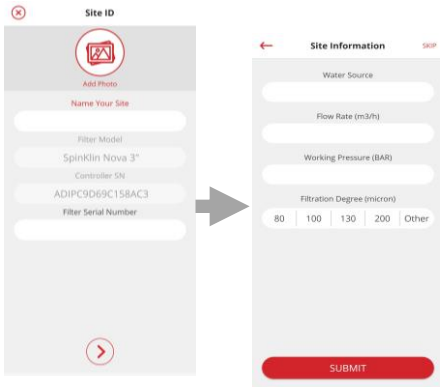 Site ID
Add Photo
Name Your Site
Filter Model
SpinKlin Nova 3"
Controller SN
ADIPC9D69C158AC3
Filter Serial Number
Site Information
SKIP
Water Source
Flow Rate (m3/h)
Working Pressure (BAR)
Filtration Degree (micron)
80 100 130 200 Other
SUBMIT